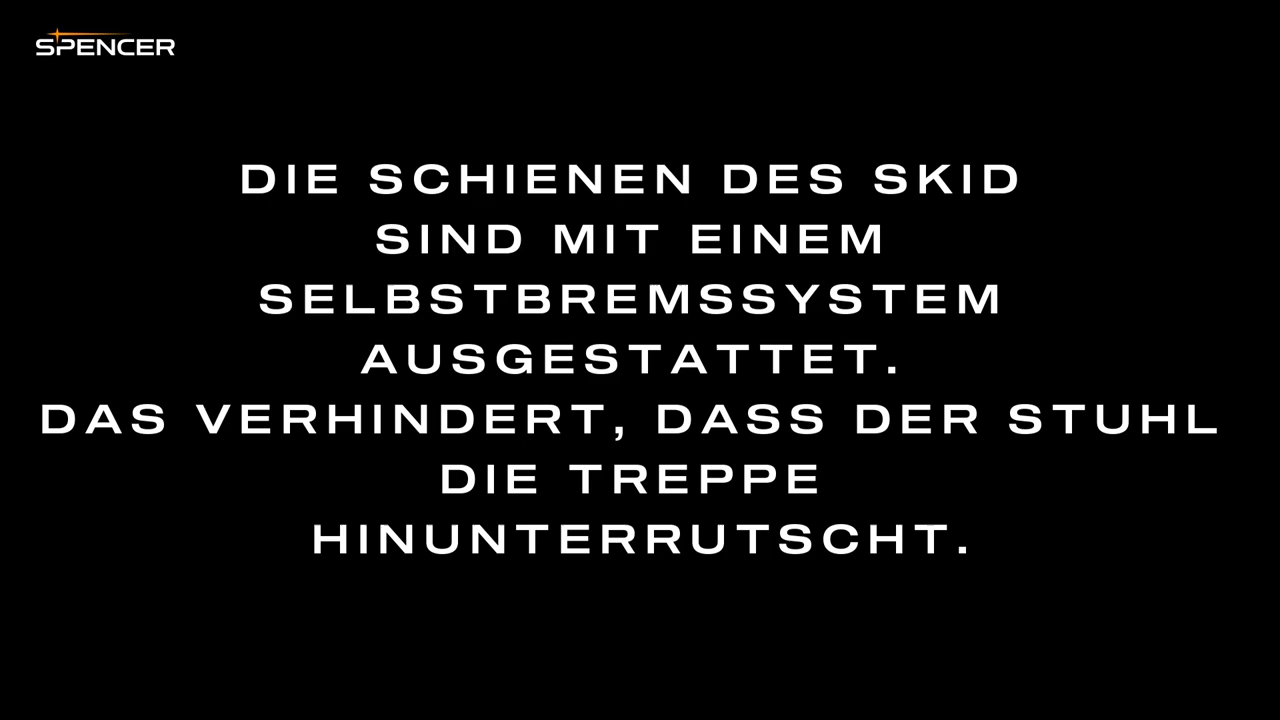 SPENCER
DIE SCHIENEN DES SKID
SIND MIT EINEM
SELBSTBREMSSYSTEM
AUSGESTATTET.
DAS VERHINDERT, DASS DER STUHL
DIE TREPPE
HINUNTERRUTSCHT.